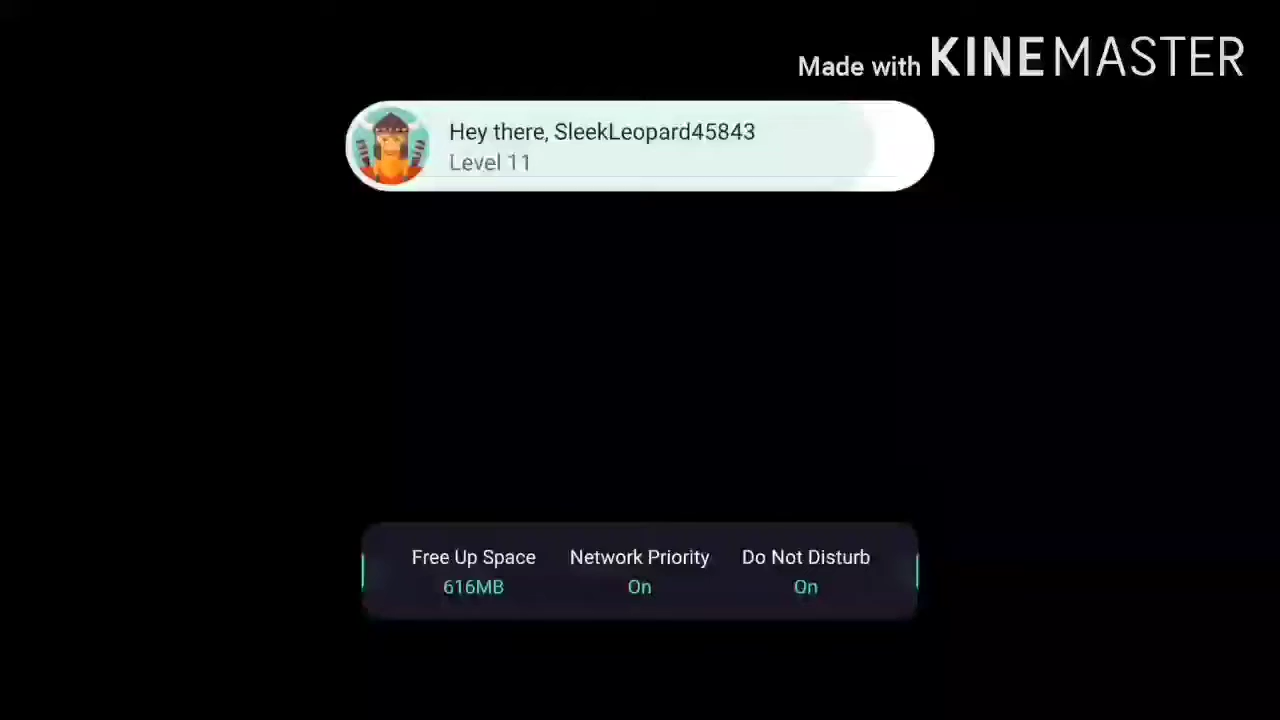 Made with KINEMASTER
Hey there, SleekLeopard45843
Level 11
Free Up Space Network Priority Do Not Disturb
616MB On On